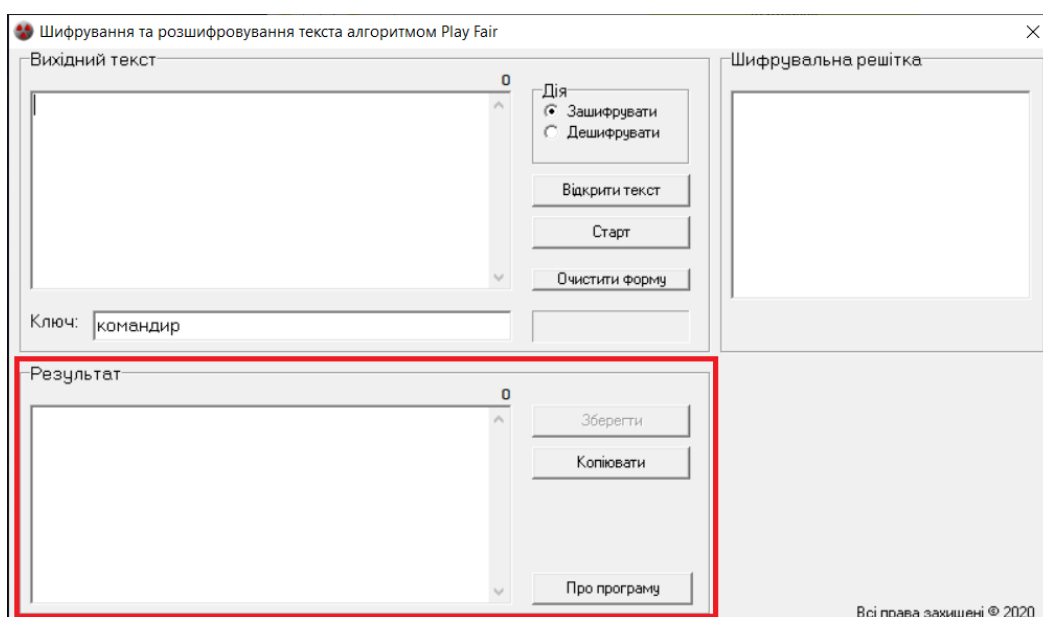 Шифрування та розшифровування текста алгоритмом Play Fair
Вихідний текст
0
Дія
Зашифрувати
Дешифрувати
Відкрити текст
Старт
Очистити форму
Ключ: командир
Шифрувальна решітка
Результат
0
Зберегти
Копіювати
Про програму
Всі права захищені © 2020